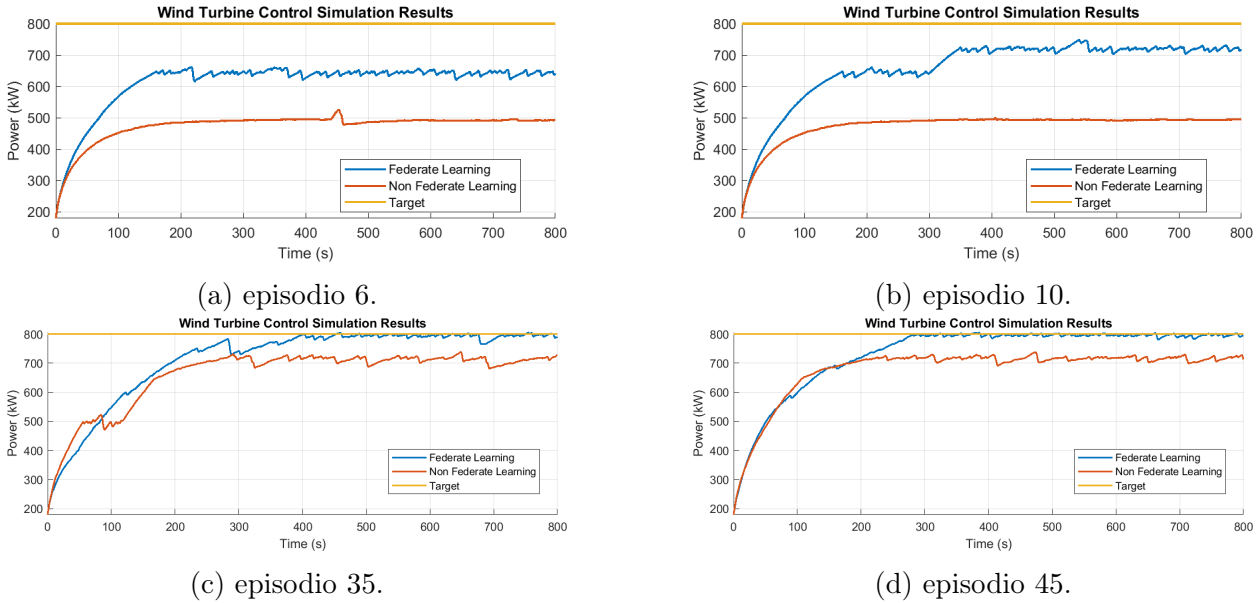 Wind Turbine Control Simulation Results
800
700
600
500
400
300
200
Power (kW)
Federate Learning
Non Federate Learning
Target
0 100 200 300 400 500 600 700 800
Time (s)
(a) episodio 6.
Wind Turbine Control Simulation Results
800
700
600
500
400
300
200
Power (kW)
Federate Learning
Non Federate Learning
Target
0 100 200 300 400 500 600 700 800
Time (s)
(b) episodio 10.
Wind Turbine Control Simulation Results
800
700
600
500
400
300
200
Power (kW)
Federate Learning
Non Federate Learning
Target
0 100 200 300 400 500 600 700 800
Time (s)
(c) episodio 35.
Wind Turbine Control Simulation Results
800
700
600
500
400
300
200
Power (kW)
Federate Learning
Non Federate Learning
Target
0 100 200 300 400 500 600 700 800
Time (s)
(d) episodio 45.